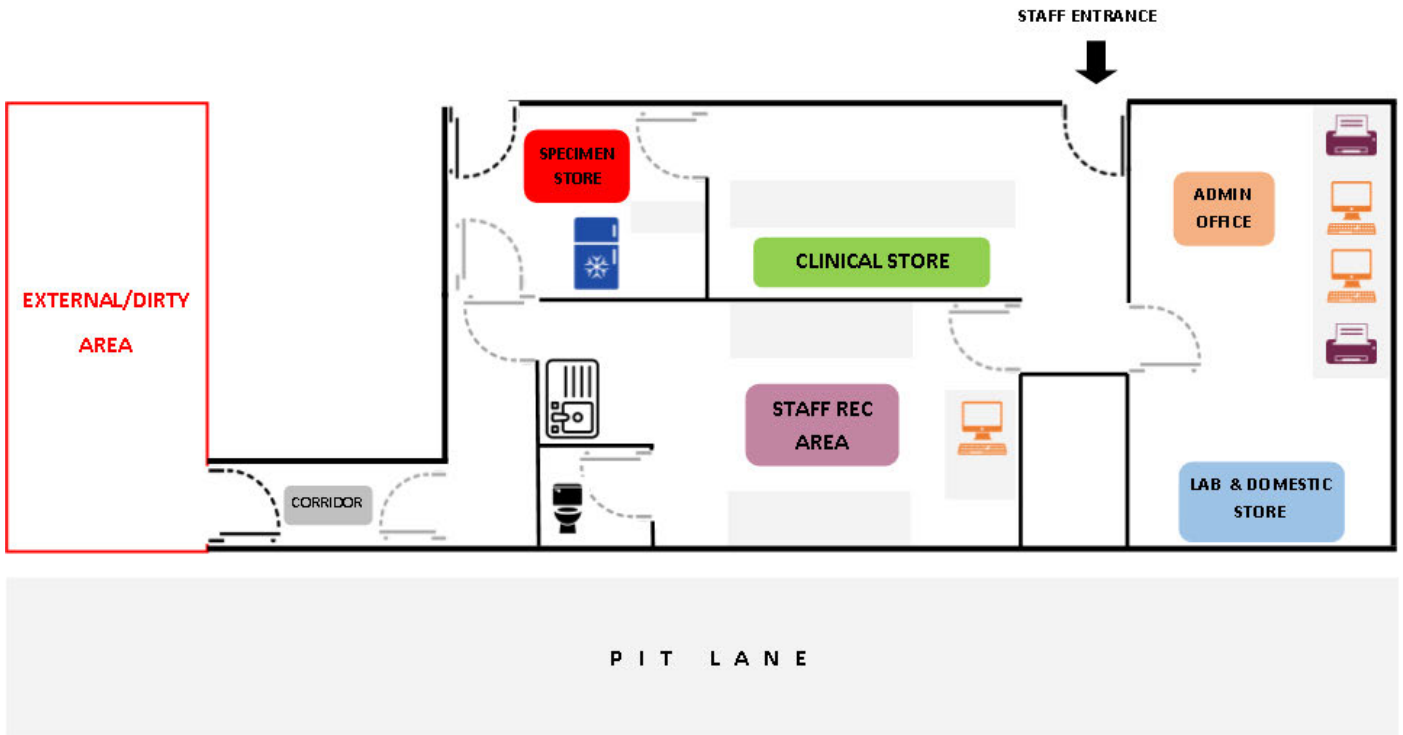 STAFF ENTRANCE
SPECIMEN
STORE
ADMIN
OFFICE
CLINICAL STORE
EXTERNAL/DIRTY
AREA
STAFF REC
AREA
CORRIDOR
LAB & DOMESTIC
STORE
PIT LANE